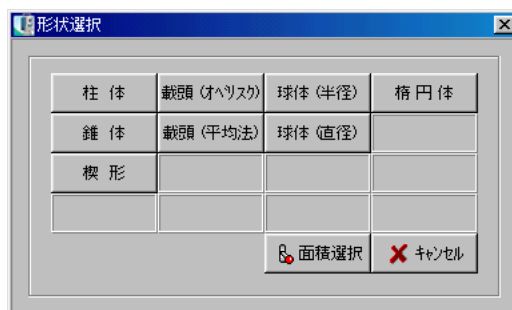 形状選択
柱 体 載頭 (オベリスク) 球体 (半径) 楕 円 体
錐 体 載頭 (平均法) 球体 (直径)
楔 形
面積選択 キャンセル